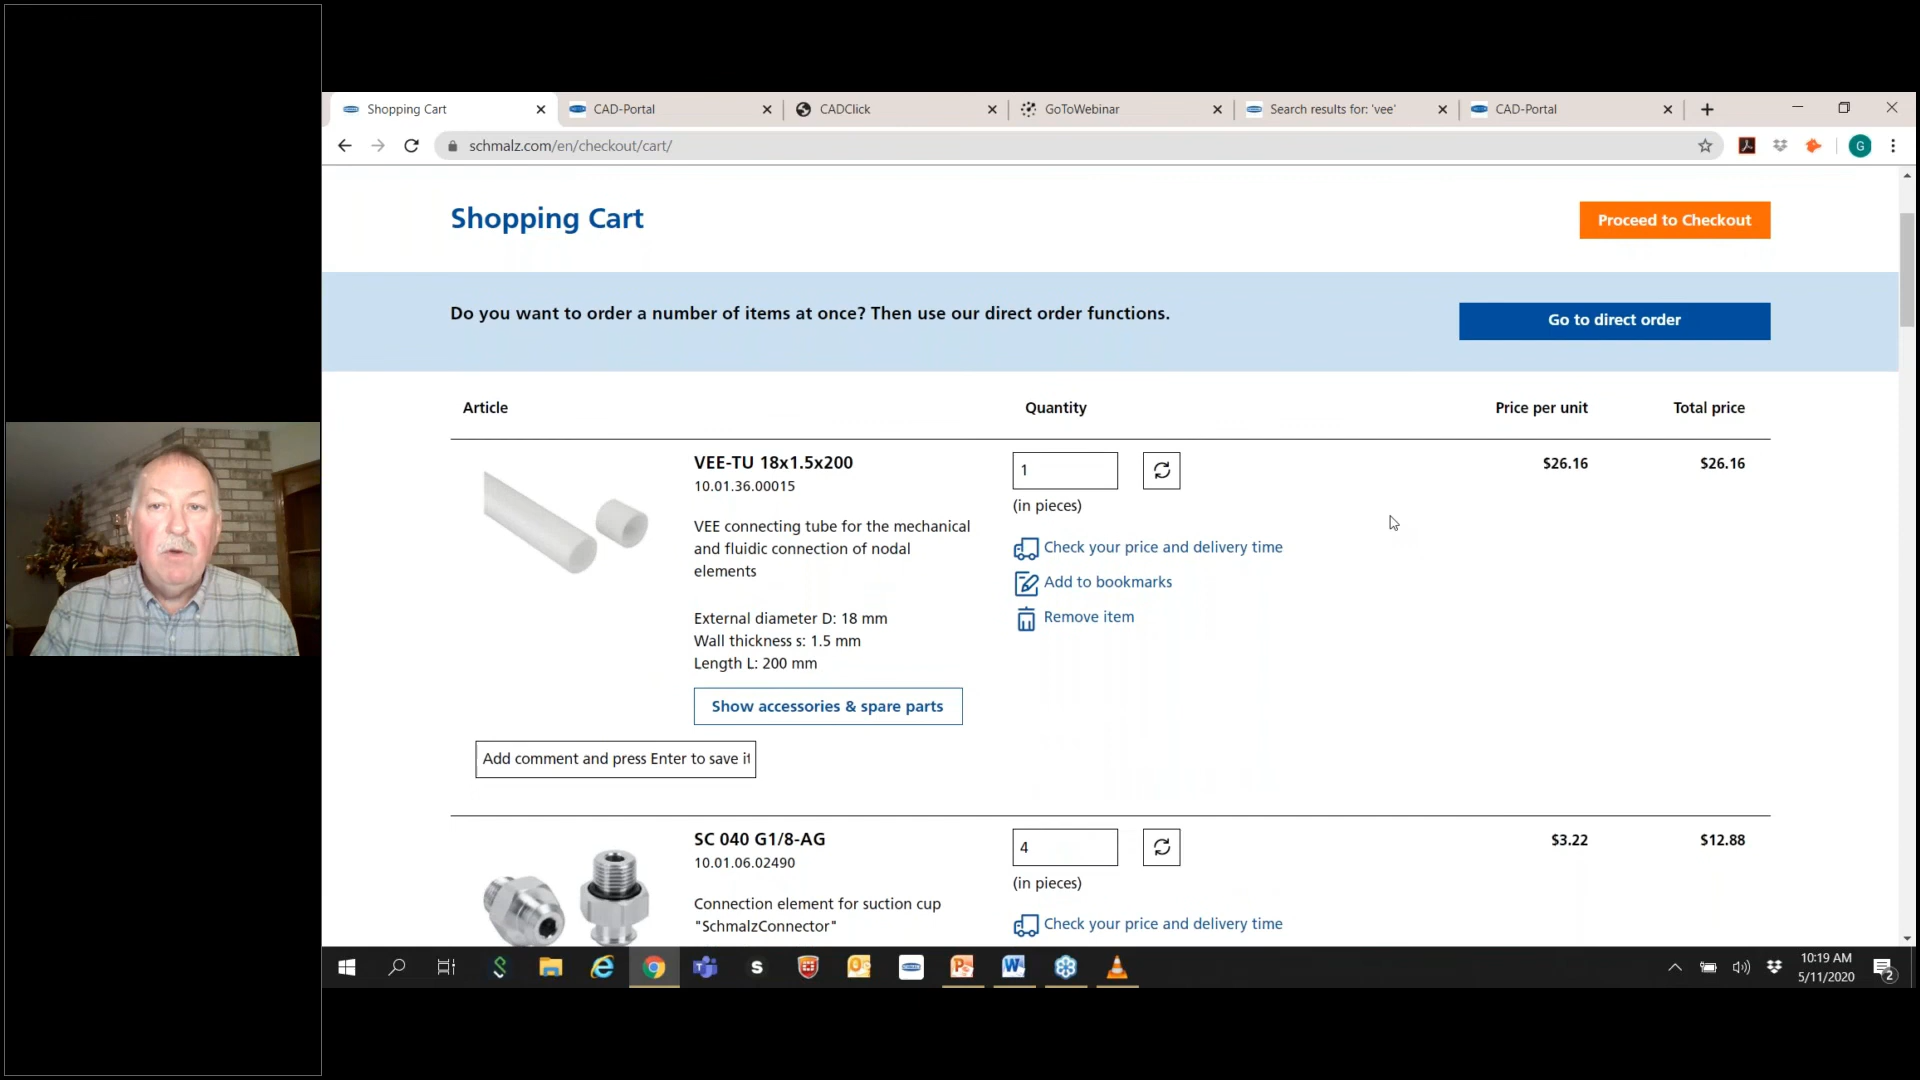 Shopping Cart
CAD-Portal
CADClick
GoToWebinar
Search results for: 'vee'
CAD-Portal
schmalz.com/en/checkout/cart/
G
Shopping Cart
Proceed to Checkout
Do you want to order a number of items at once? Then use our direct order functions.
Go to direct order
Article
Quantity
Price per unit
Total price
VEE-TU 18x1.5x200
10.01.36.00015
VEE connecting tube for the mechanical
and fluidic connection of nodal
elements
External diameter D: 18 mm
Wall thickness s: 1.5 mm
Length L: 200 mm
Show accessories & spare parts
Add comment and press Enter to save it
1
(in pieces)
Check your price and delivery time
Add to bookmarks
Remove item
$26.16
$26.16
SC 040 G1/8-AG
10.01.06.02490
Connection element for suction cup
"SchmalzConnector"
4
(in pieces)
Check your price and delivery time
$3.22
$12.88
10:19 AM
5/11/2020
2